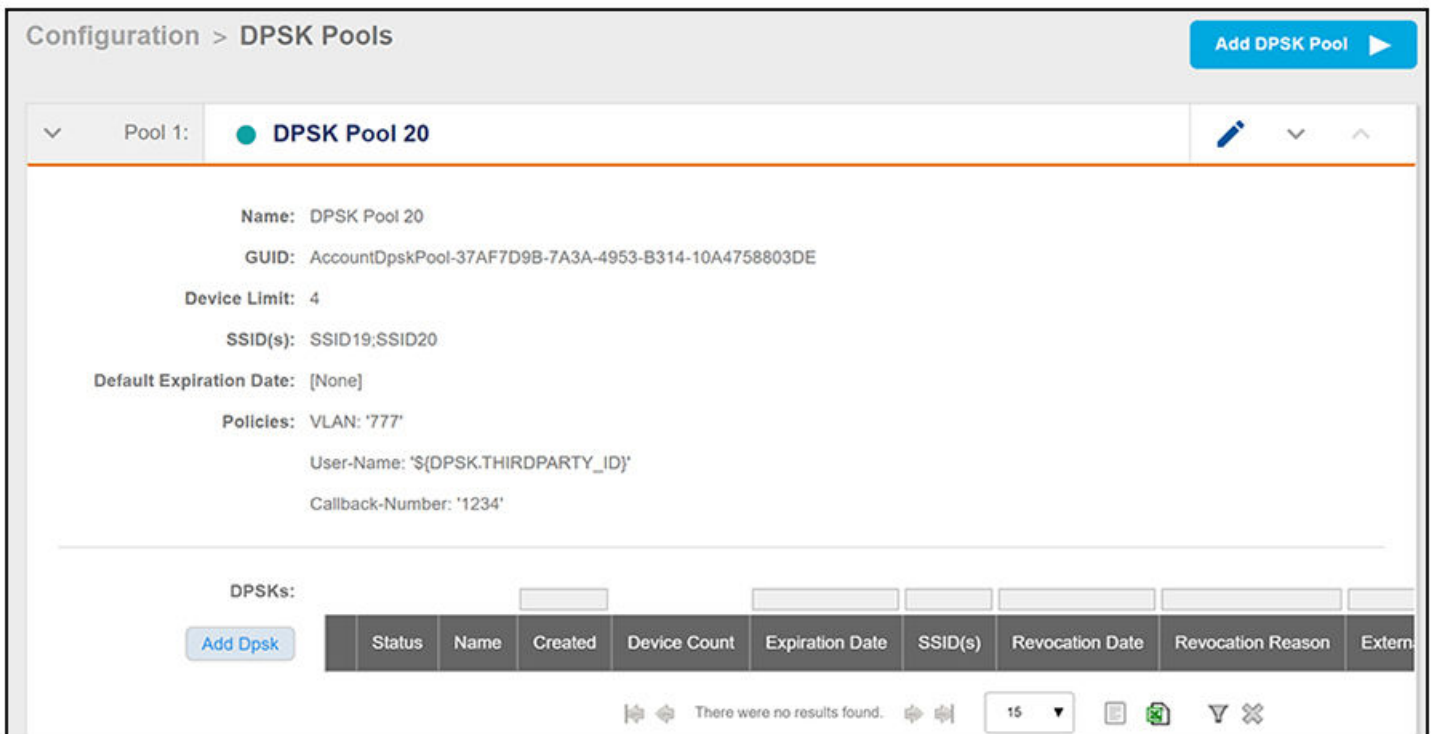 Configuration > DPSK Pools
Add DPSK Pool
Pool 1: DPSK Pool 20
Name: DPSK Pool 20
GUID: AccountDpskPool-37AF7D9B-7A3A-4953-B314-10A4758803DE
Device Limit: 4
SSID(s): SSID19;SSID20
Default Expiration Date: [None]
Policies: VLAN: '777'
User-Name: '${DPSK.THIRDPARTY_ID}'
Callback-Number: '1234'
DPSKs:
Add Dpsk Status Name Created Device Count Expiration Date SSID(s) Revocation Date Revocation Reason Extern
There were no results found. 15